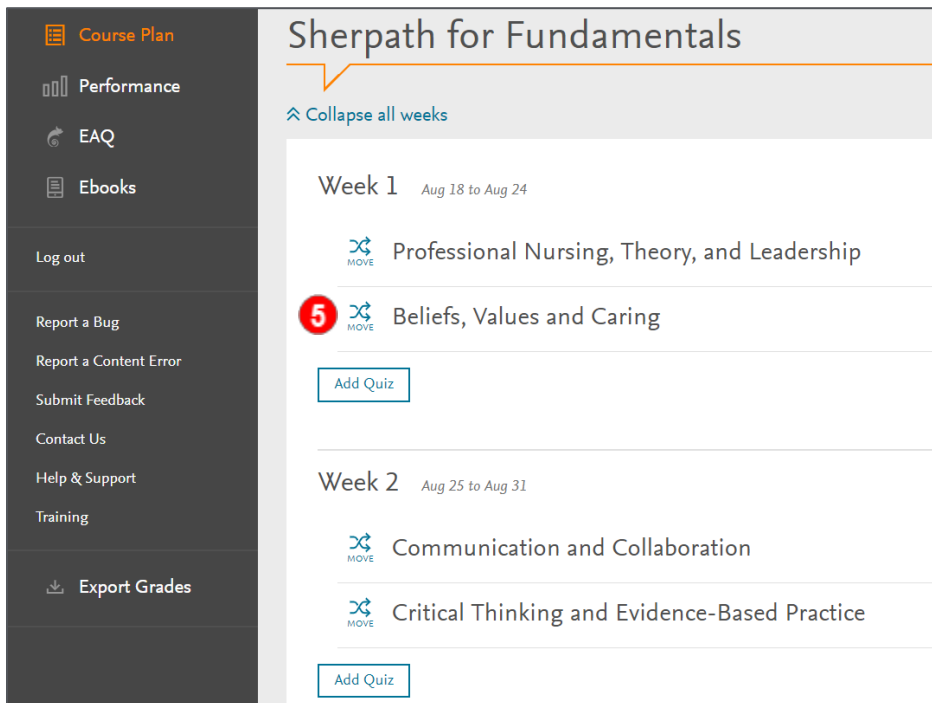 Course Plan
Performance
EAQ
Ebooks
Log out
Report a Bug
Report a Content Error
Submit Feedback
Contact Us
Help & Support
Training
Export Grades
Sherpath for Fundamentals
Collapse all weeks
Week 1 Aug 18 to Aug 24
MOVE Professional Nursing, Theory, and Leadership
5 MOVE Beliefs, Values and Caring
Add Quiz
Week 2 Aug 25 to Aug 31
MOVE Communication and Collaboration
MOVE Critical Thinking and Evidence-Based Practice
Add Quiz